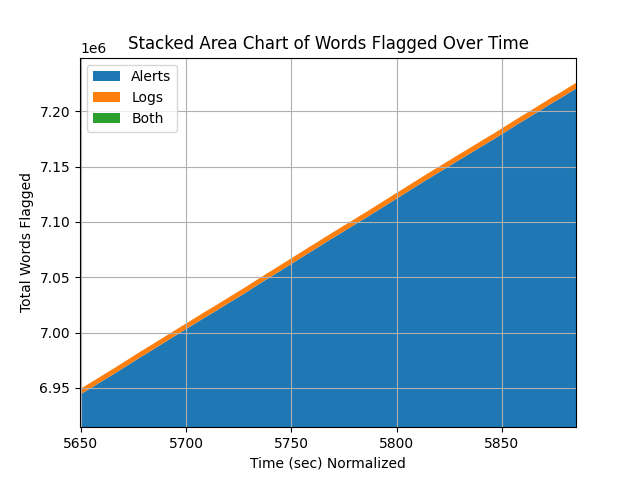 Stacked Area Chart of Words Flagged Over Time
1e6
Alerts
Logs
Both
7.20
7.15
7.10
7.05
7.00
6.95
Total Words Flagged
5650 5700 5750 5800 5850
Time (sec) Normalized